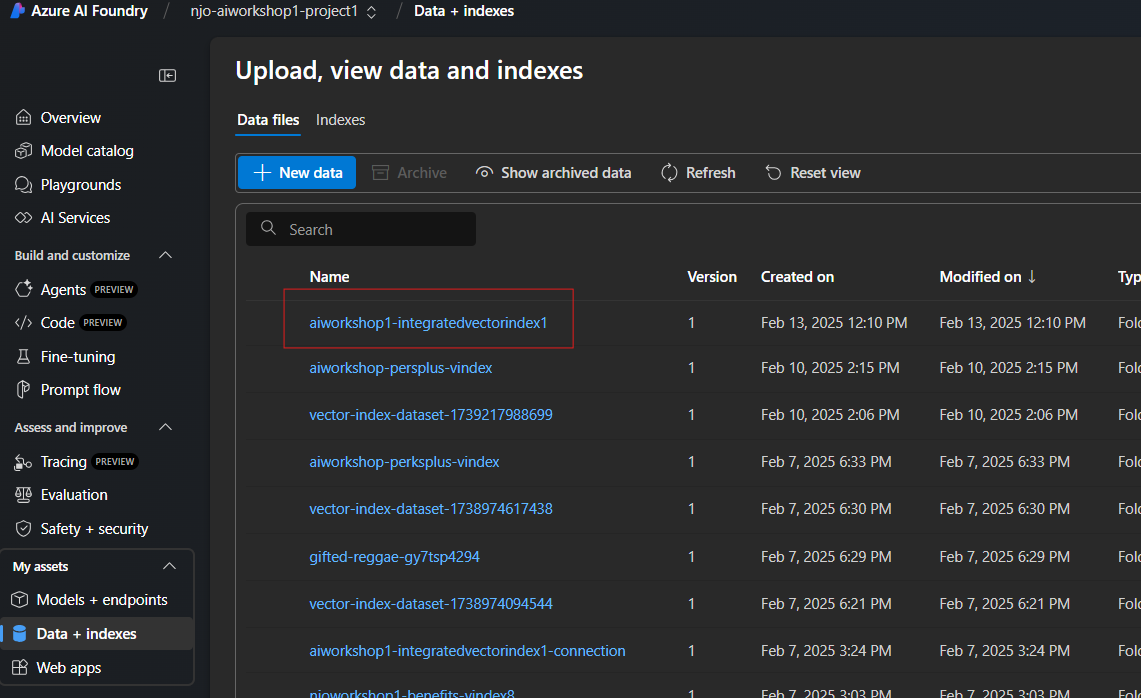 Azure AI Foundry / njo-aiworkshop1-project1 / Data + indexes
Overview
Model catalog
Playgrounds
AI Services
Build and customize
Agents PREVIEW
Code PREVIEW
Fine-tuning
Prompt flow
Assess and improve
Tracing PREVIEW
Evaluation
Safety + security
My assets
Models + endpoints
Data + indexes
Web apps
Upload, view data and indexes
Data files Indexes
New data Archive Show archived data Refresh Reset view
Search
Name Version Created on Modified on ↓
aiworkshop1-integratedvectorindex1 1 Feb 13, 2025 12:10 PM Feb 13, 2025 12:10 PM
aiworkshop-persplus-vindex 1 Feb 10, 2025 2:15 PM Feb 10, 2025 2:15 PM
vector-index-dataset-1739217988699 1 Feb 10, 2025 2:06 PM Feb 10, 2025 2:06 PM
aiworkshop-perksplus-vindex 1 Feb 7, 2025 6:33 PM Feb 7, 2025 6:33 PM
vector-index-dataset-1738974617438 1 Feb 7, 2025 6:30 PM Feb 7, 2025 6:30 PM
gifted-reggae-gy7tsp4294 1 Feb 7, 2025 6:29 PM Feb 7, 2025 6:29 PM
vector-index-dataset-1738974094544 1 Feb 7, 2025 6:21 PM Feb 7, 2025 6:21 PM
aiworkshop1-integratedvectorindex1-connection 1 Feb 7, 2025 3:24 PM Feb 7, 2025 3:24 PM
njoworkshop1-benefits-vindex8 1 Feb 7, 2025 3:03 PM Feb 7, 2025 3:03 PM